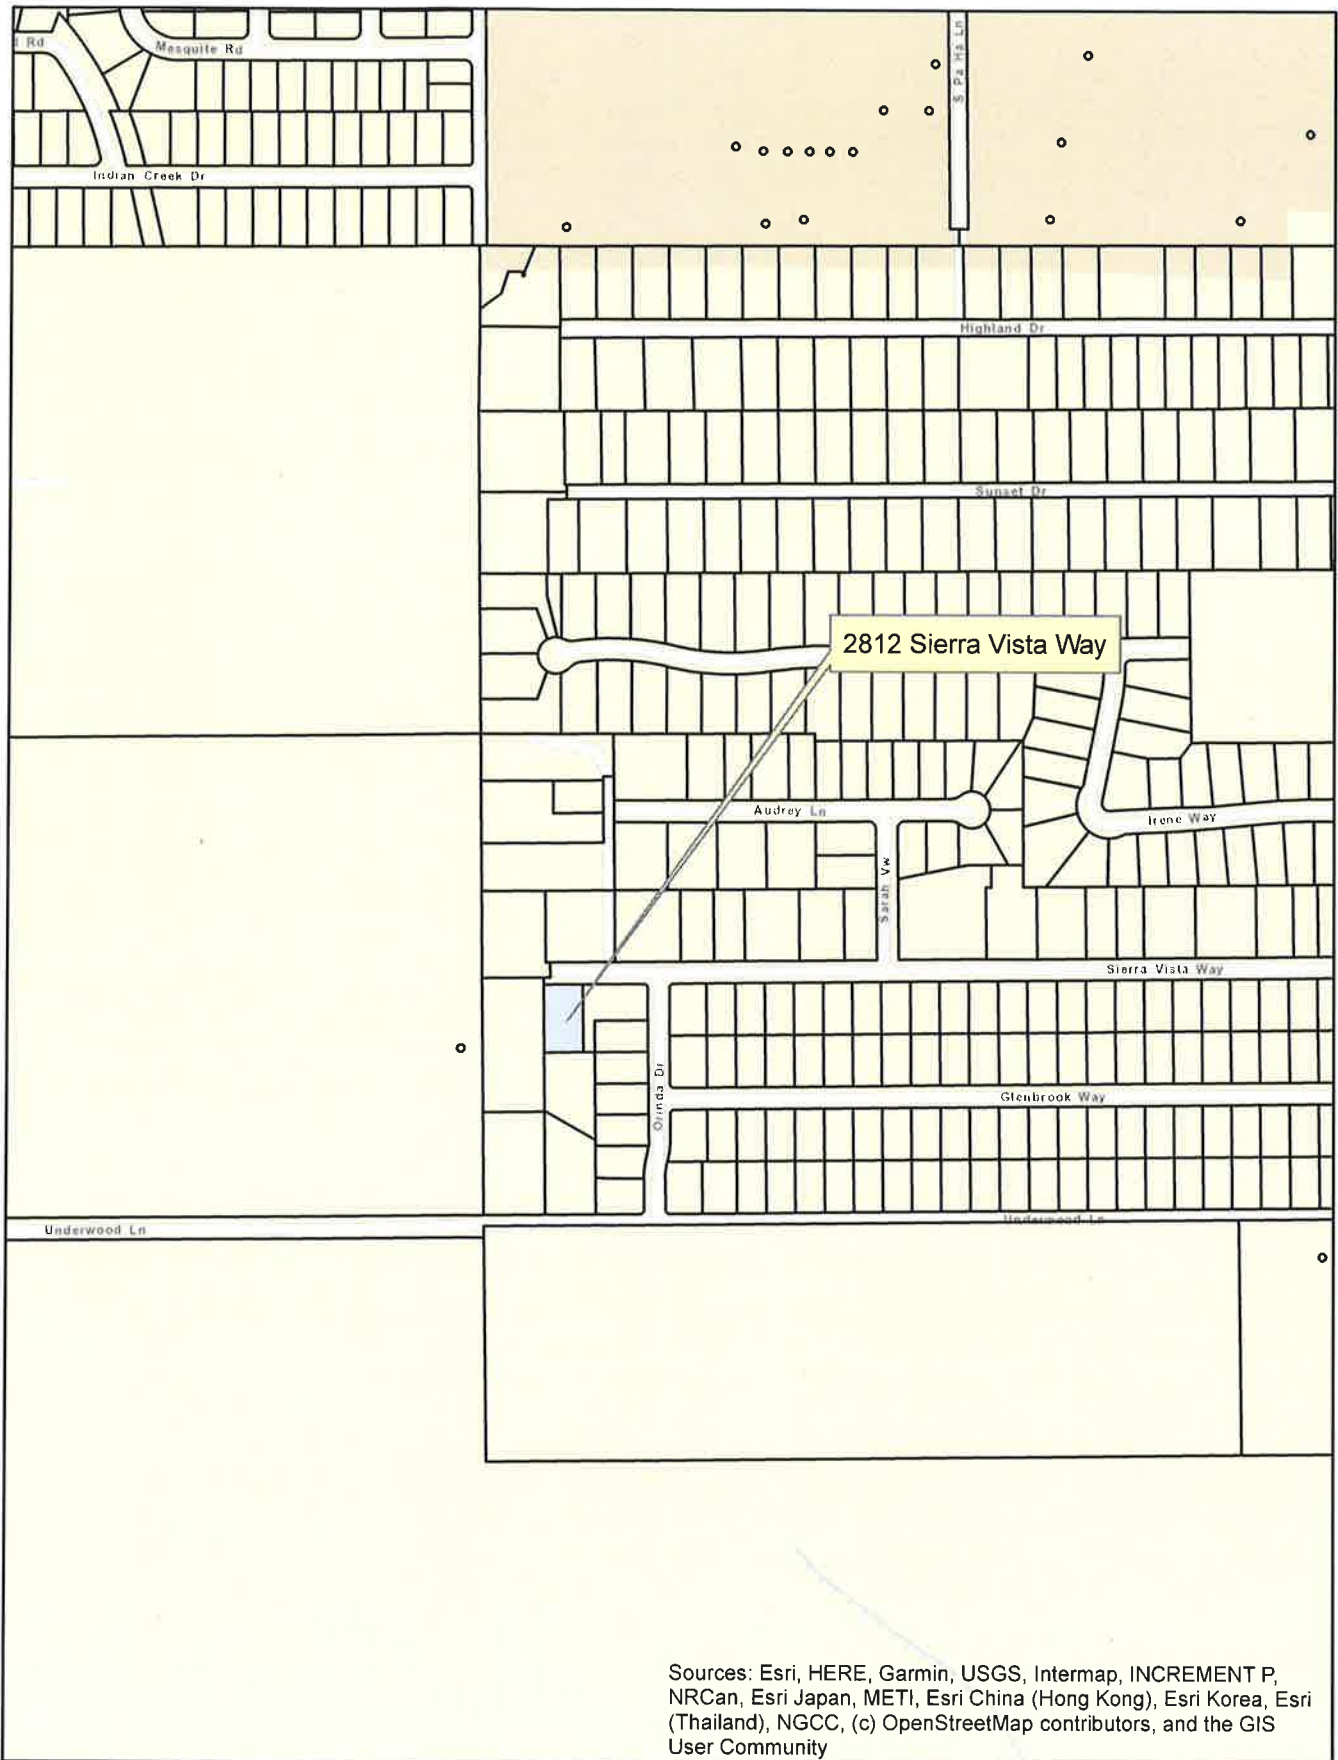 Rd
Mesquite Rd
S Pa Ha Ln
Indian Creek Dr
Highland Dr
Sunset Dr
2812 Sierra Vista Way
Audrey Ln
Irene Way
Sarah Vw
Sierra Vista Way
Orinda Dr
Glenbrook Way
Underwood Ln
Underwood Ln
Sources: Esri, HERE, Garmin, USGS, Intermap, INCREMENT P,
NRCan, Esri Japan, METI, Esri China (Hong Kong), Esri Korea, Esri
(Thailand), NGCC, (c) OpenStreetMap contributors, and the GIS
User Community